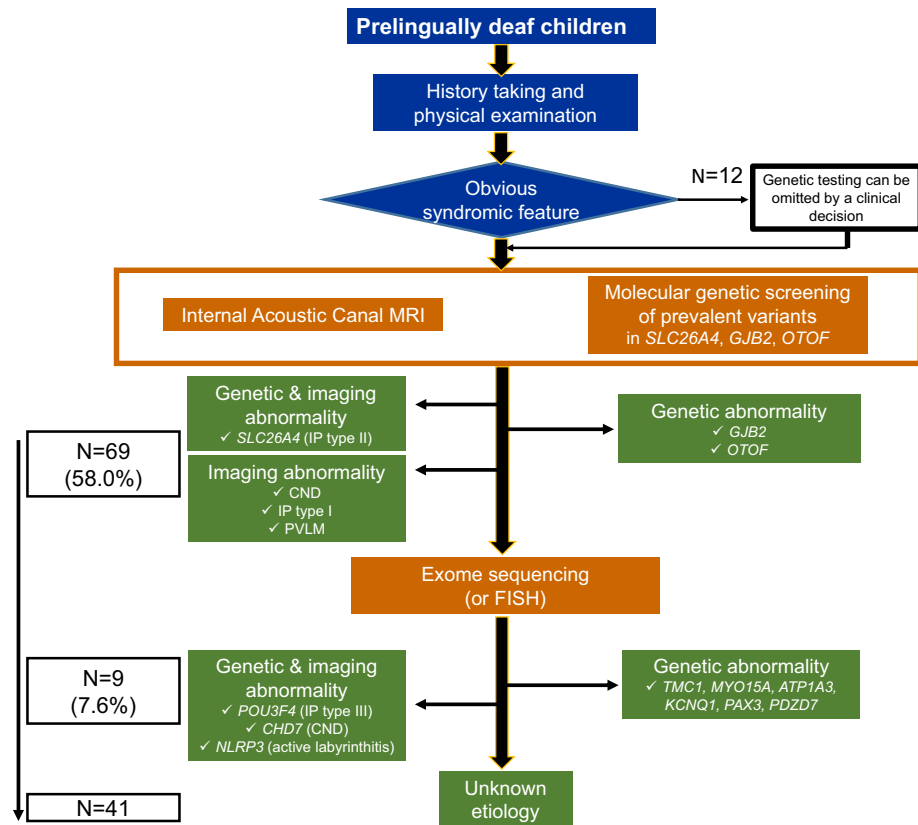 Prelingually deaf children
History taking and
physical examination
Obvious
syndromic feature
N=12
Genetic testing can be
omitted by a clinical
decision
Internal Acoustic Canal MRI
Molecular genetic screening
of prevalent variants
in SLC26A4, GJB2, OTOF
Genetic & imaging
abnormality
✓ SLC26A4 (IP type II)
Genetic abnormality
✓ GJB2
✓ OTOF
N=69
(58.0%)
Imaging abnormality
✓ CND
✓ IP type I
✓ PVLM
Exome sequencing
(or FISH)
N=9
(7.6%)
Genetic & imaging
abnormality
✓ POU3F4 (IP type III)
✓ CHD7 (CND)
✓ NLRP3 (active labyrinthitis)
Genetic abnormality
✓ TMC1, MYO15A, ATP1A3,
KCNQ1, PAX3, PDZD7
Unknown
etiology
N=41